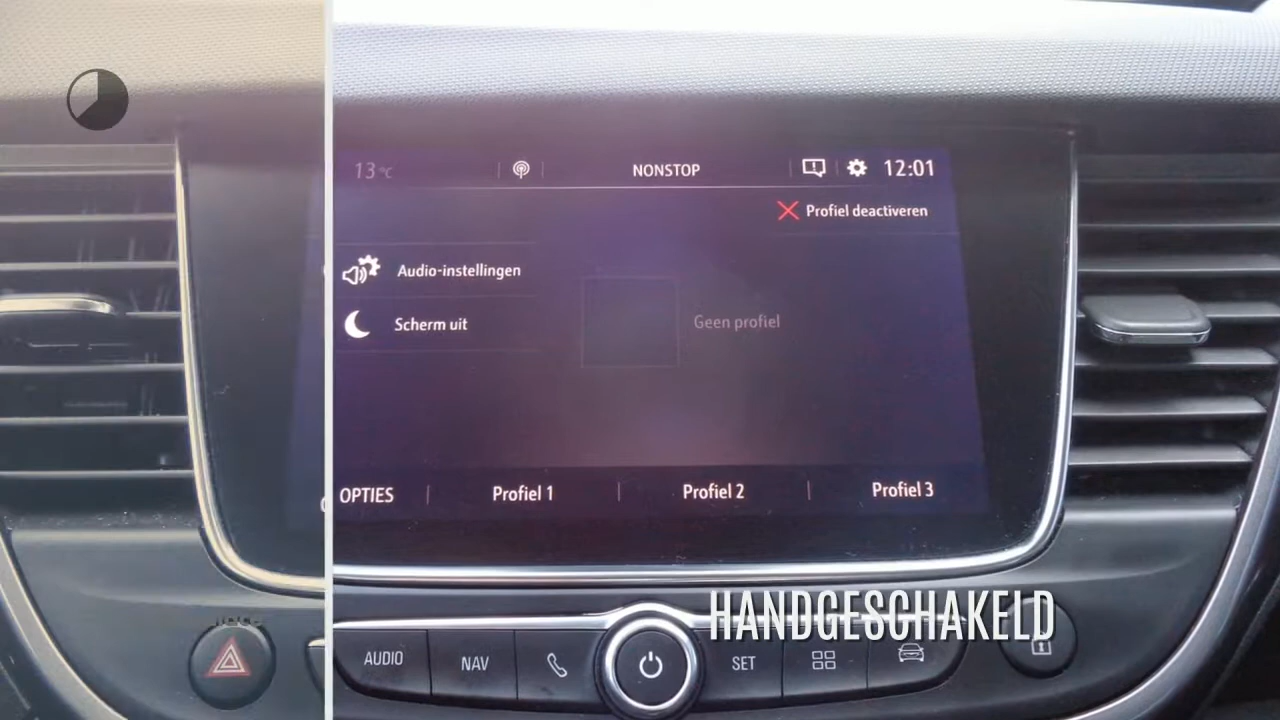 13°C
NONSTOP
12:01
Profiel deactiveren
Audio-instellingen
Scherm uit
Geen profiel
OPTIES
Profiel 1
Profiel 2
Profiel 3
HANDGESCHAKELD
AUDIO
NAV
SET